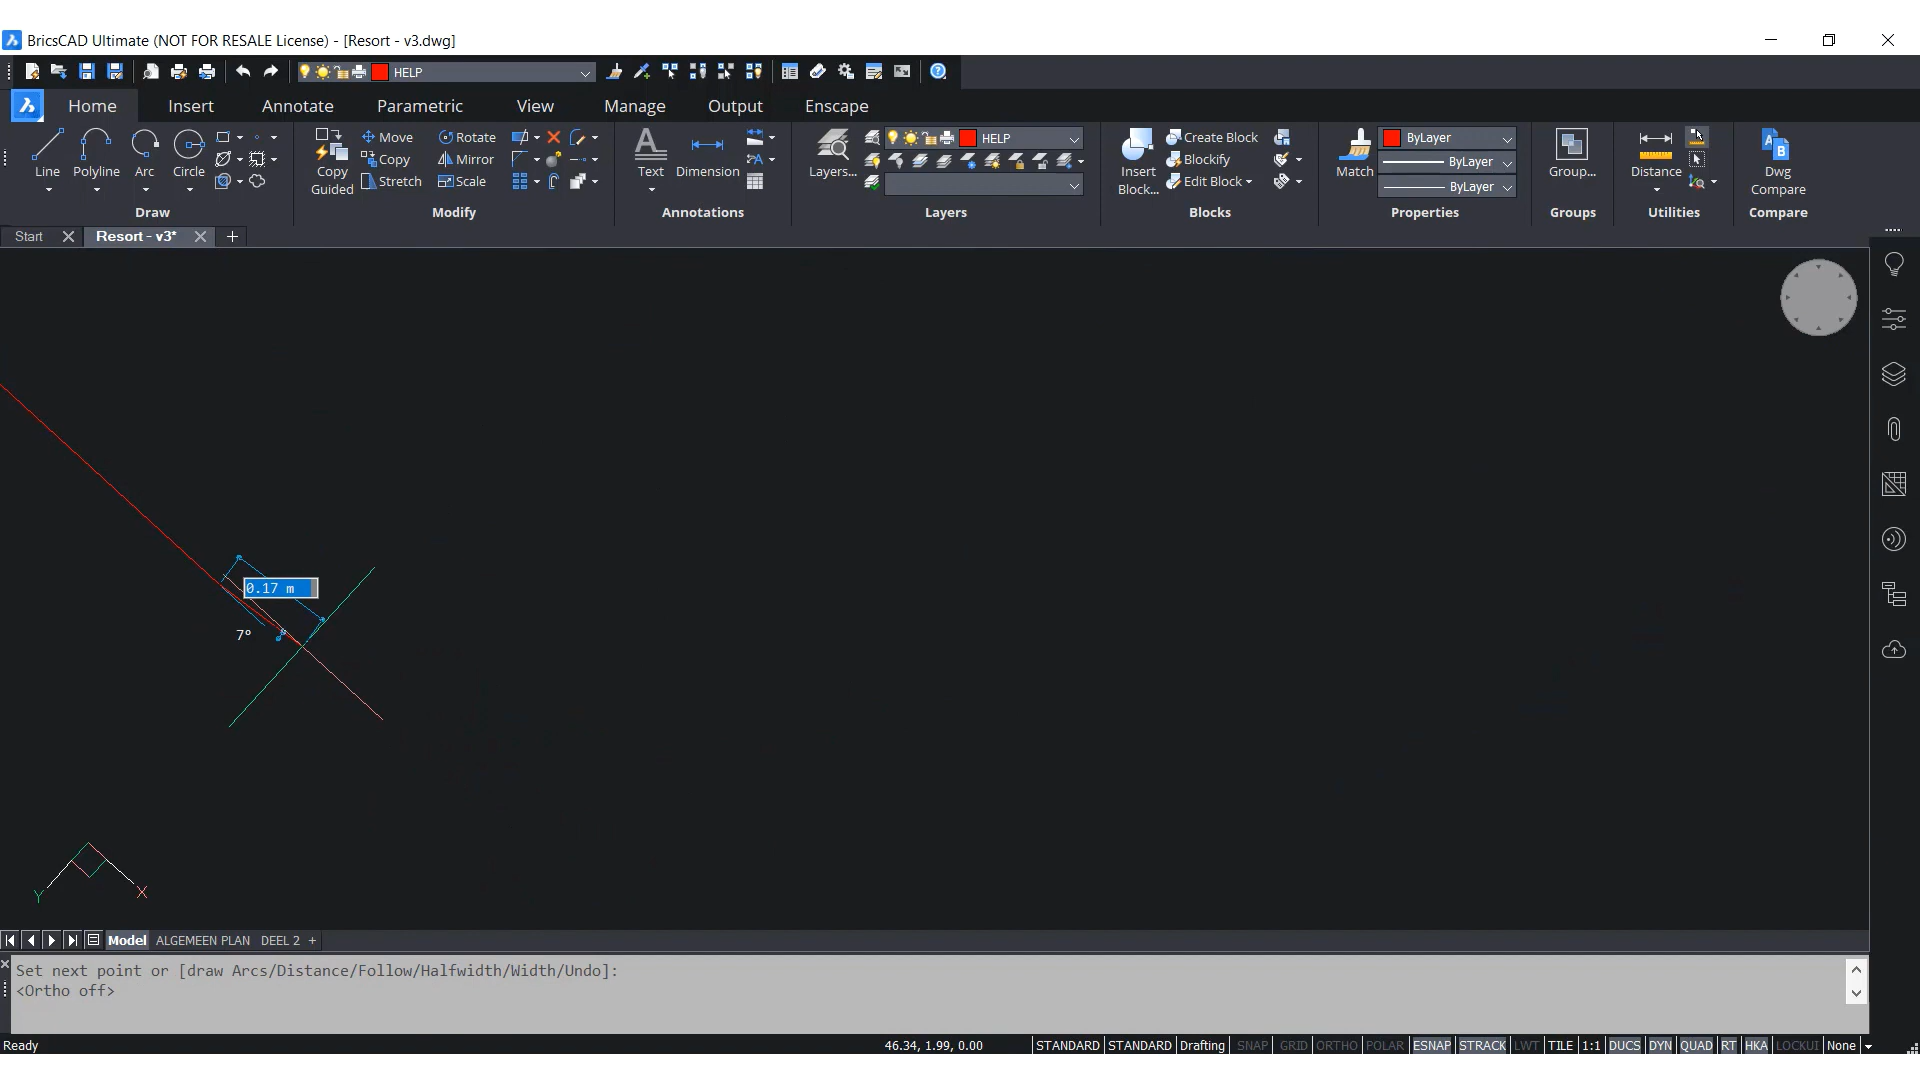 BricsCAD Ultimate (NOT FOR RESALE License) - [Resort - v3.dwg]
HELP
Home Insert Annotate Parametric View Manage Output Enscape
Line Polyline Arc Circle
Draw
Copy Guided
Move Rotate
Copy Mirror
Stretch Scale
Modify
Text Dimension
Annotations
Layers...
HELP
Layers
Insert Block...
Create Block
Blockify
Edit Block
Blocks
Match
ByLayer
ByLayer
ByLayer
Properties
Group...
Groups
Distance
Utilities
Dwg Compare
Compare
Start Resort - v3*
0.17 m
7°
Y X
Model ALGEMEEN PLAN DEEL 2 +
Set next point or [draw Arcs/Distance/Follow/Halfwidth/Width/Undo]:
<Ortho off>
Ready 46.34, 1.99, 0.00 STANDARD STANDARD Drafting SNAP GRID ORTHO POLAR ESNAP STRACK LWT TILE 1:1 DUCS DYN QUAD RT HKA LOCKUI None